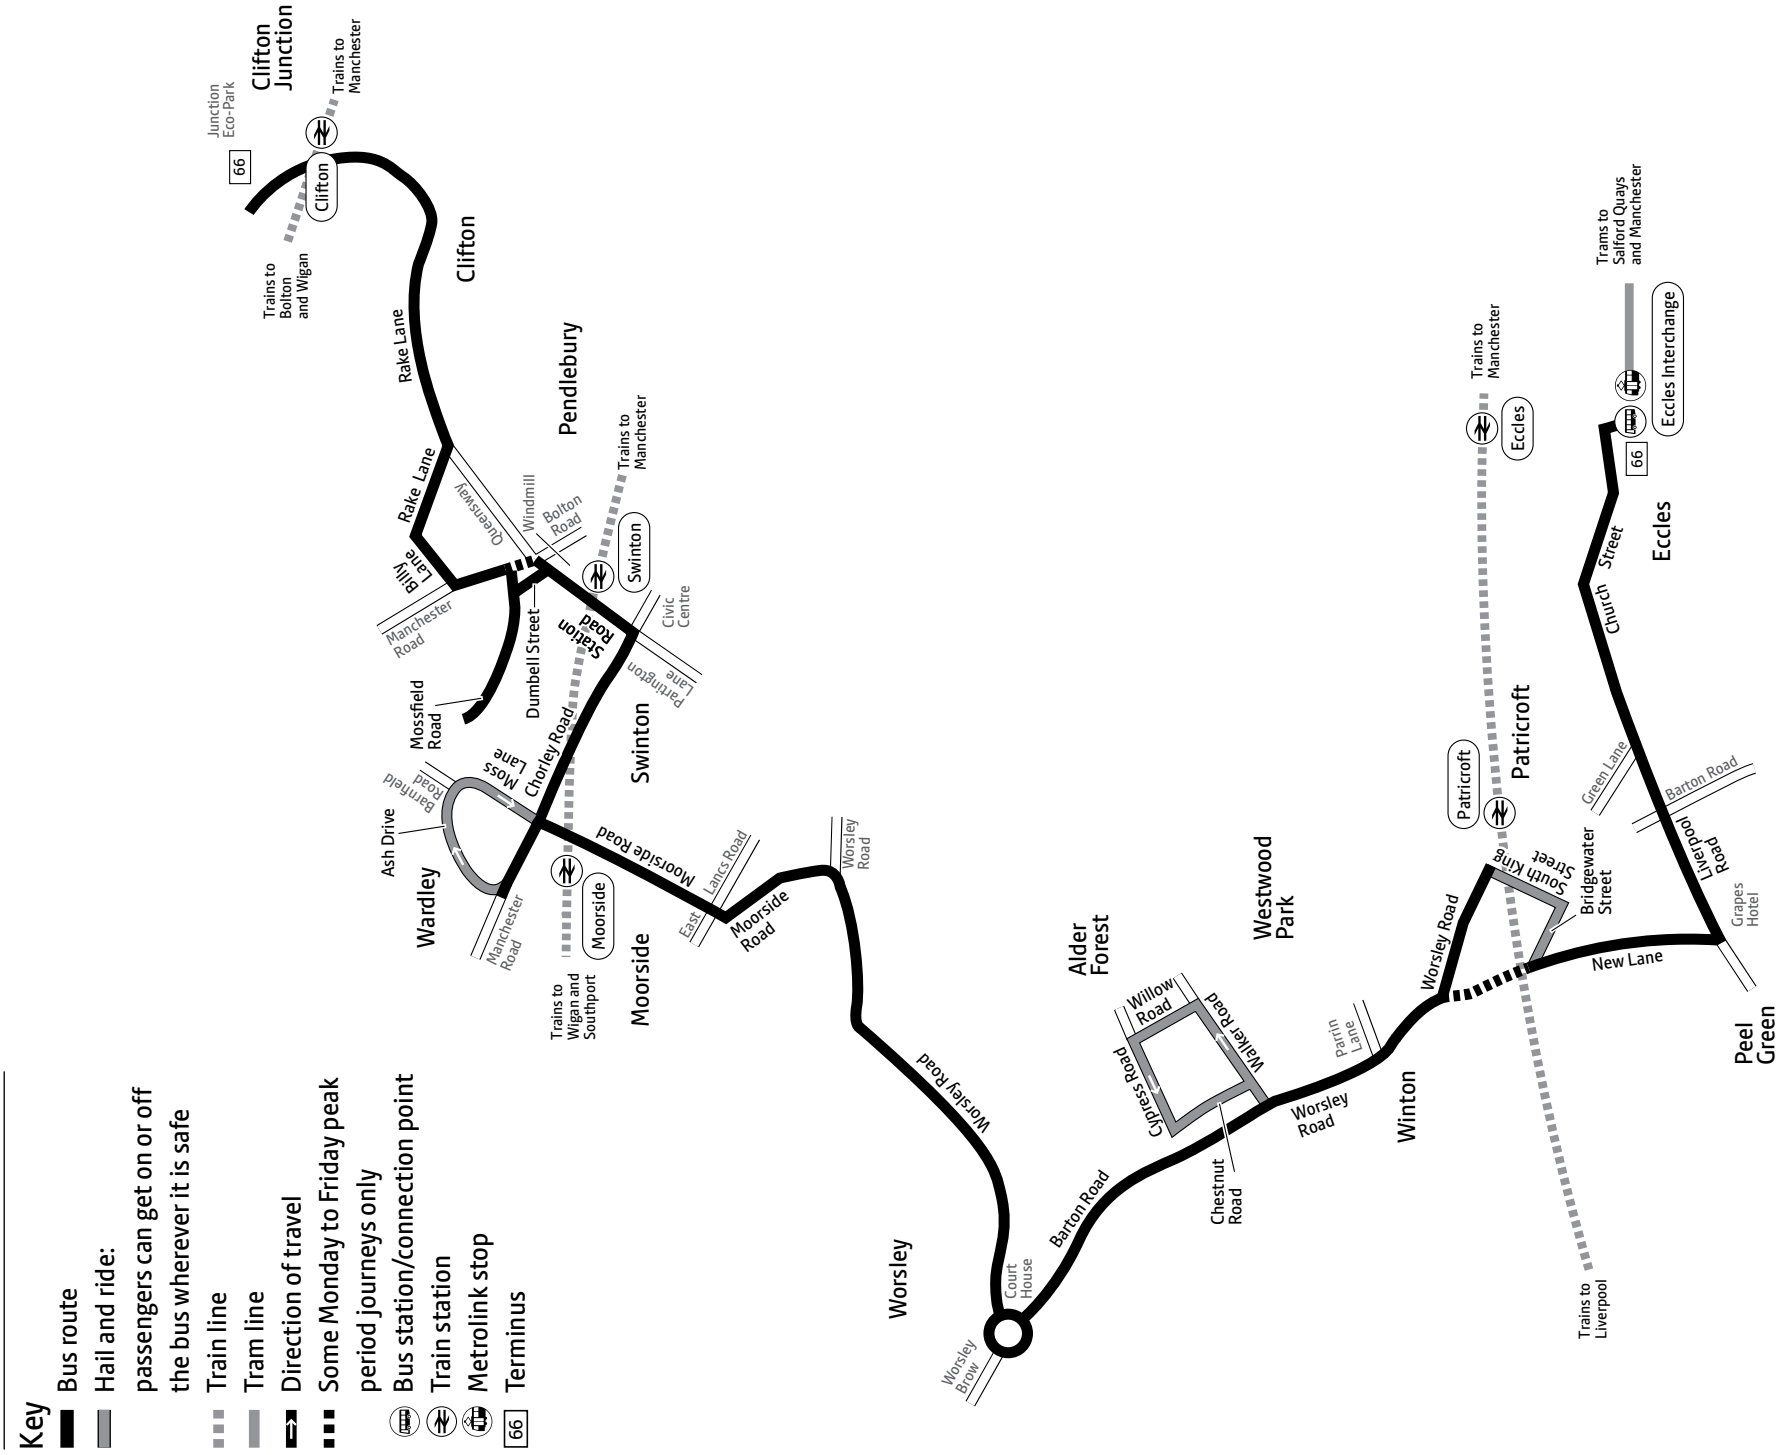 Key
Bus route
Hail and ride:
passengers can get on or off
the bus wherever it is safe
Train line
Tram line
Direction of travel
Some Monday to Friday peak
period journeys only
Bus station/connection point
Train station
Metrolink stop
66
Terminus
Junction
Eco-Park
66
Clifton
Junction
Trains to
Manchester
Clifton
Trains to
Bolton
and Wigan
Clifton
Rake Lane
Pendlebury
Rake Lane
Queensway
Windmill
Bolton
Road
Trains to
Manchester
Billy
Lane
Manchester
Road
Swinton
Station
Road
Civic
Centre
Dumbell Street
Partington
Lane
Mossfield
Road
Swinton
Chorley Road
Moss
Lane
Barnfield
Road
Ash Drive
Wardley
Manchester
Road
Moorside
Moorside Road
Trains to
Wigan and
Southport
Moorside
East Lancs Road
Moorside
Road
Worsley
Road
Worsley Road
Worsley
Court
House
Worsley
Brow
Barton Road
Alder
Forest
Willow
Road
Cypress Road
Walker Road
Chestnut
Road
Westwood
Park
Worsley
Road
Parrin
Lane
Winton
Worsley Road
South King
Street
Bridgewater
Street
Patricroft
Patricroft
Trains to
Manchester
Eccles
Trains to
Liverpool
New Lane
Peel
Green
Grapes
Hotel
Liverpool
Road
Barton Road
Green Lane
Church Street
Eccles
66
Eccles Interchange
Trams to
Salford Quays
and Manchester